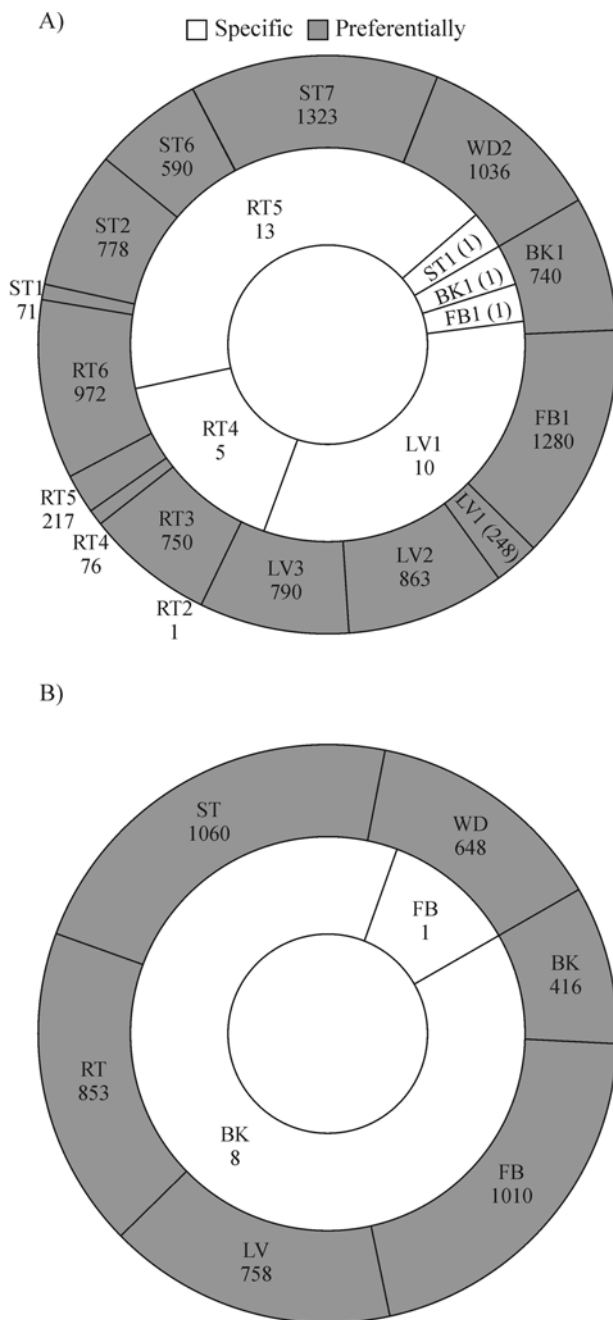 A)
Specific Preferentially
ST7
1323
WD2
1036
BK1
740
FB1
1280
LV1 (248)
LV2
863
LV3
790
RT2
1
RT3
750
RT4
76
RT5
217
RT6
972
ST1
71
ST2
778
ST6
590
RT5
13
ST1 (1)
BK1 (1)
FB1 (1)
LV1
10
RT4
5
B)
ST
1060
WD
648
BK
416
FB
1010
LV
758
RT
853
FB
1
BK
8